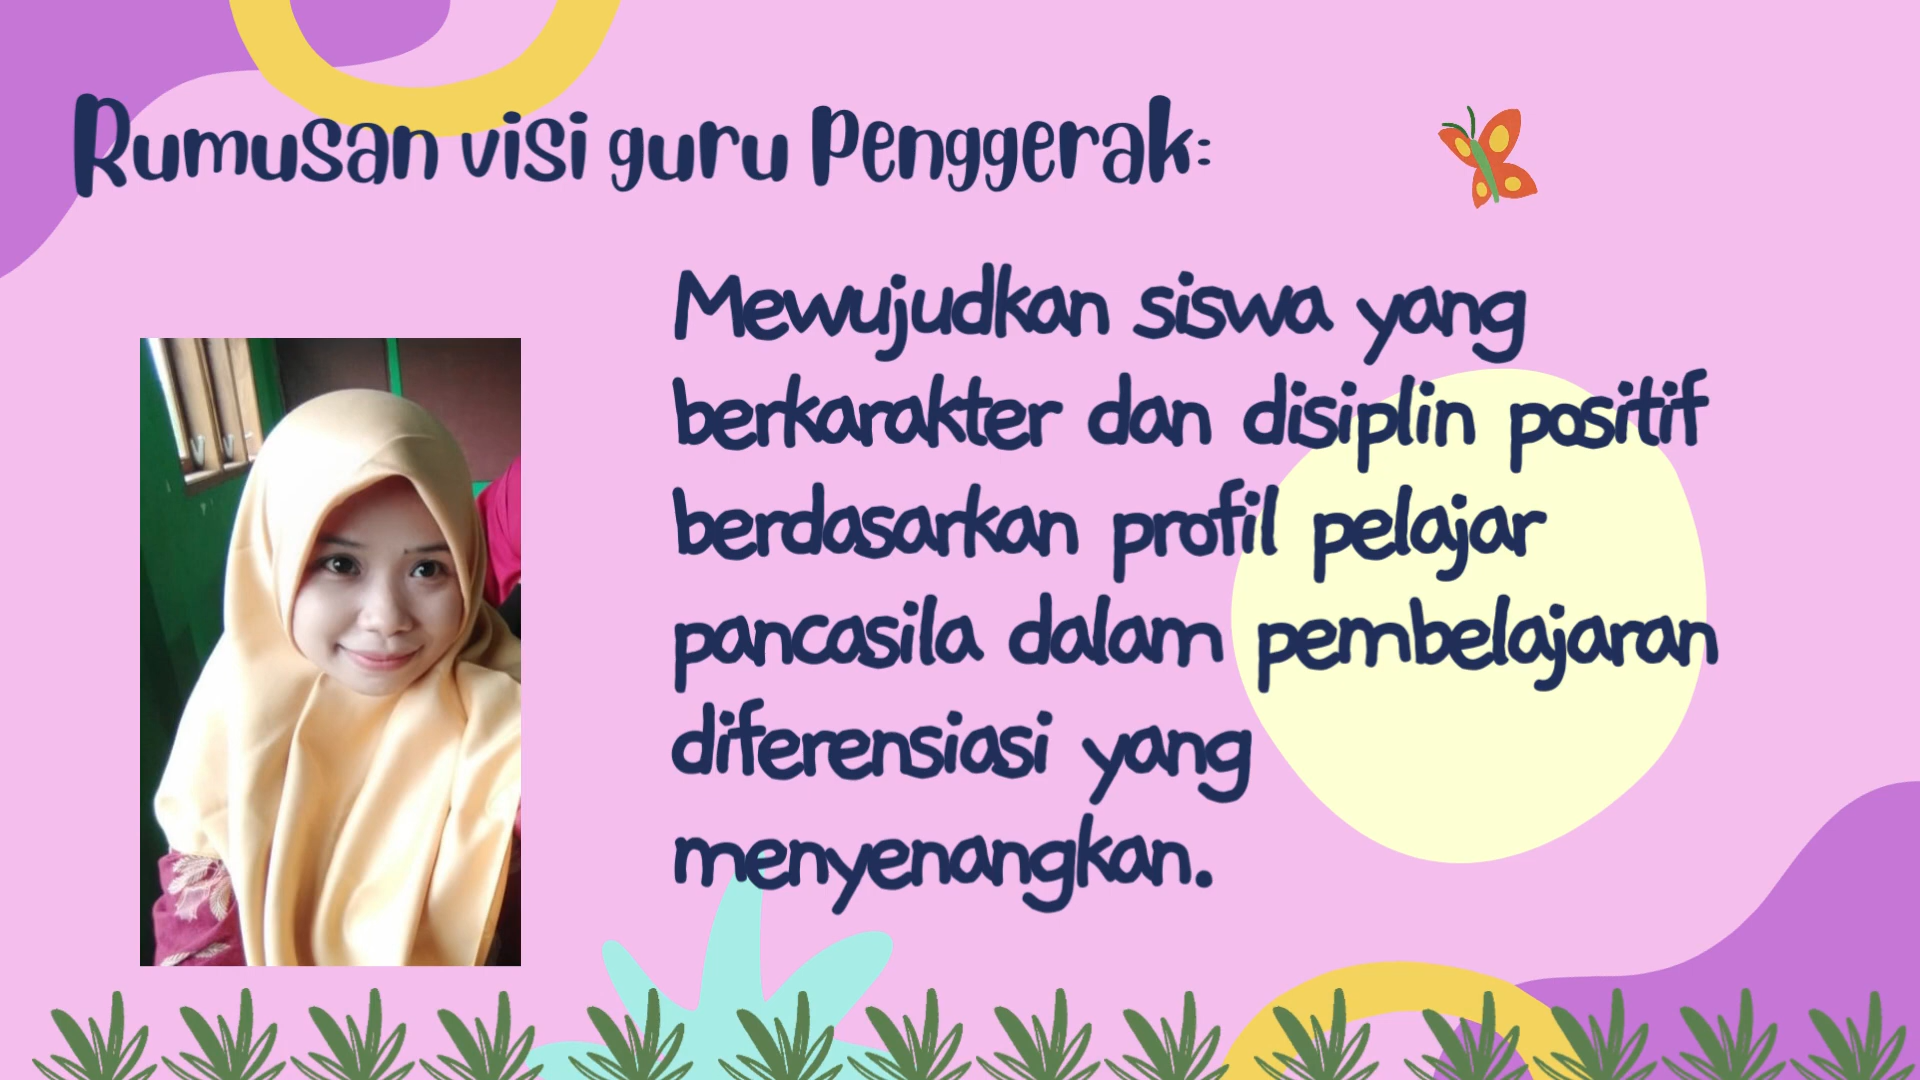 Rumusan visi guru Penggerak:
Mewujudkan siswa yang
berkarakter dan disiplin positif
berdasarkan profil pelajar
pancasila dalam pembelajaran
diferensiasi yang
menyenangkan.